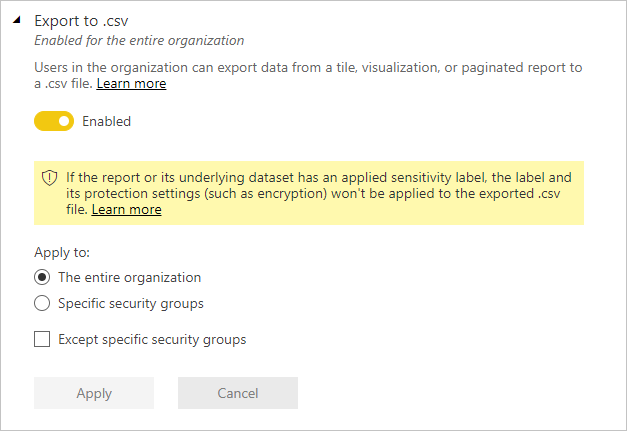 Export to .csv
Enabled for the entire organization
Users in the organization can export data from a tile, visualization, or paginated report to
a .csv file. Learn more
Enabled
If the report or its underlying dataset has an applied sensitivity label, the label and
its protection settings (such as encryption) won't be applied to the exported .csv
file. Learn more
Apply to:
The entire organization
Specific security groups
Except specific security groups
Apply
Cancel